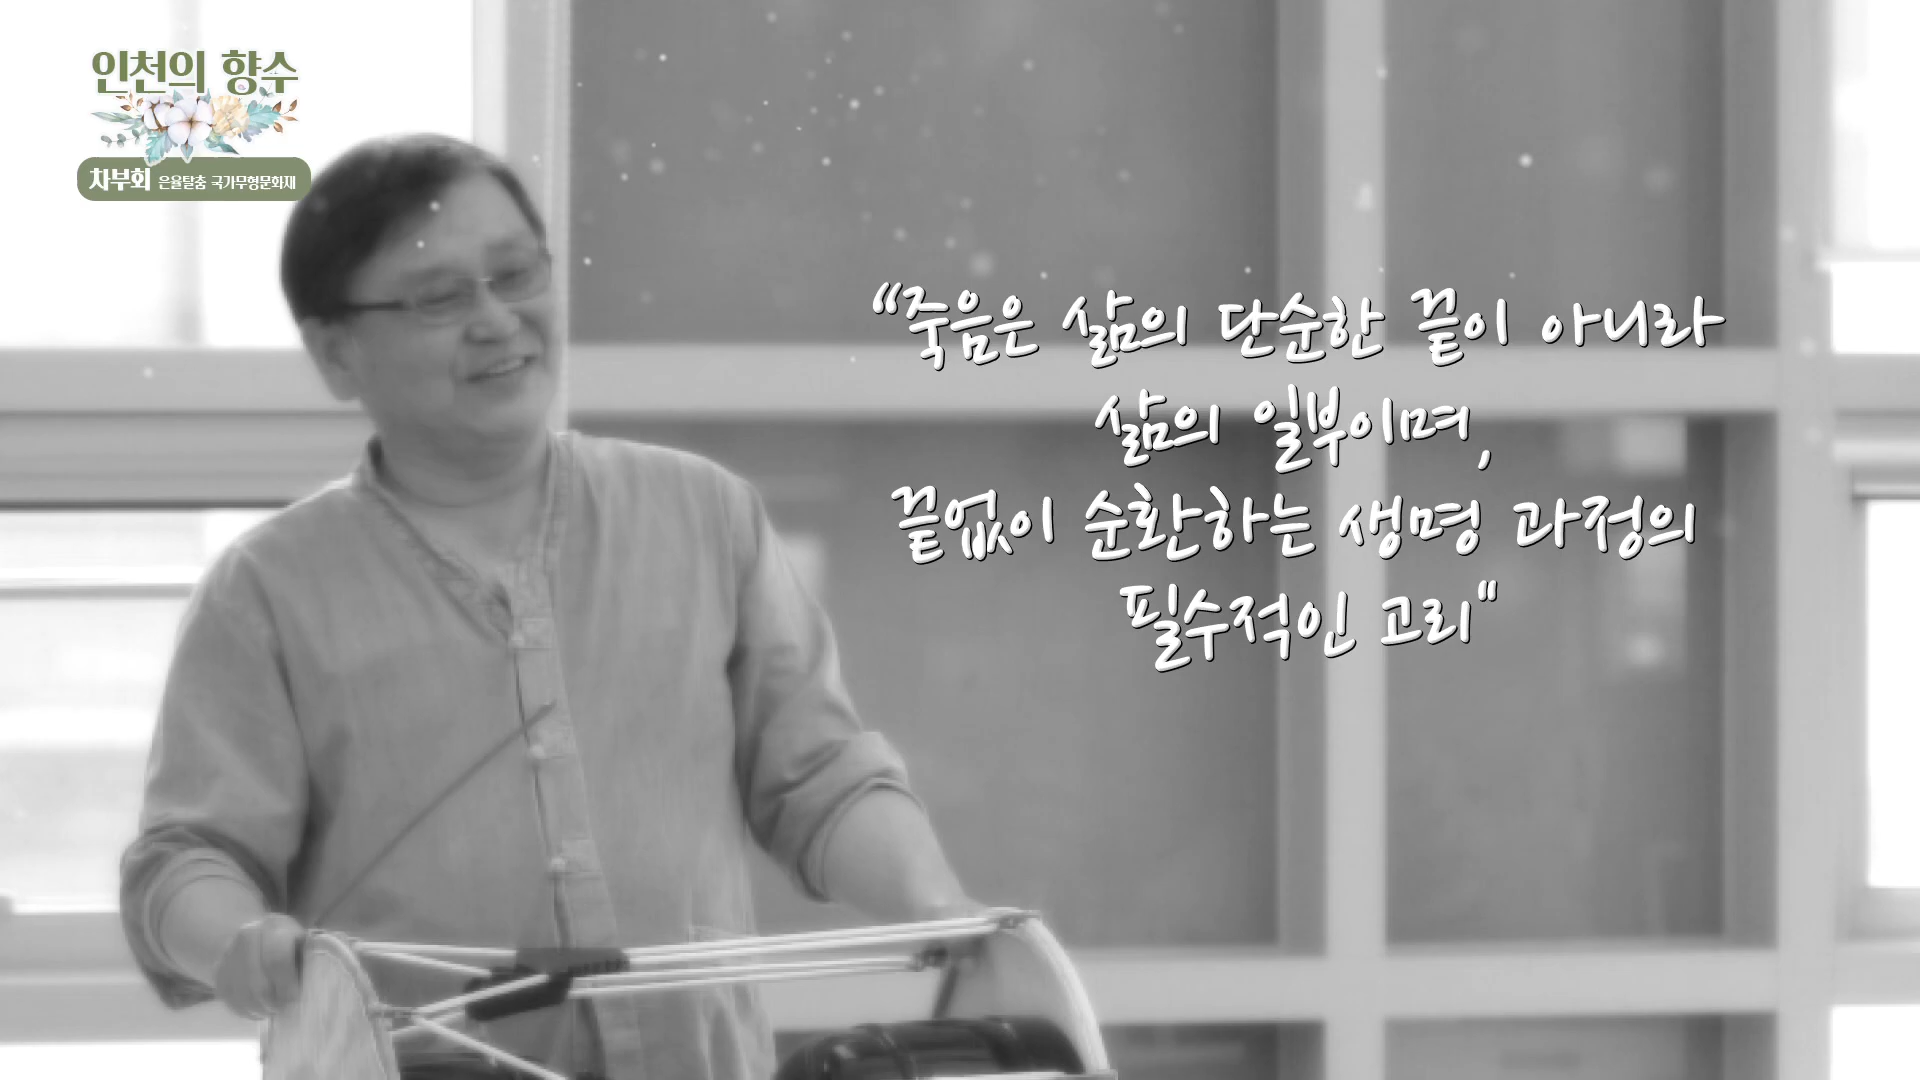 인천의 향수
차부회 은율탈춤 국가무형문화재
"죽음은 삶의 단순한 끝이 아니라
삶의 일부이며,
끝없이 순환하는 생명 과정의
필수적인 고리"